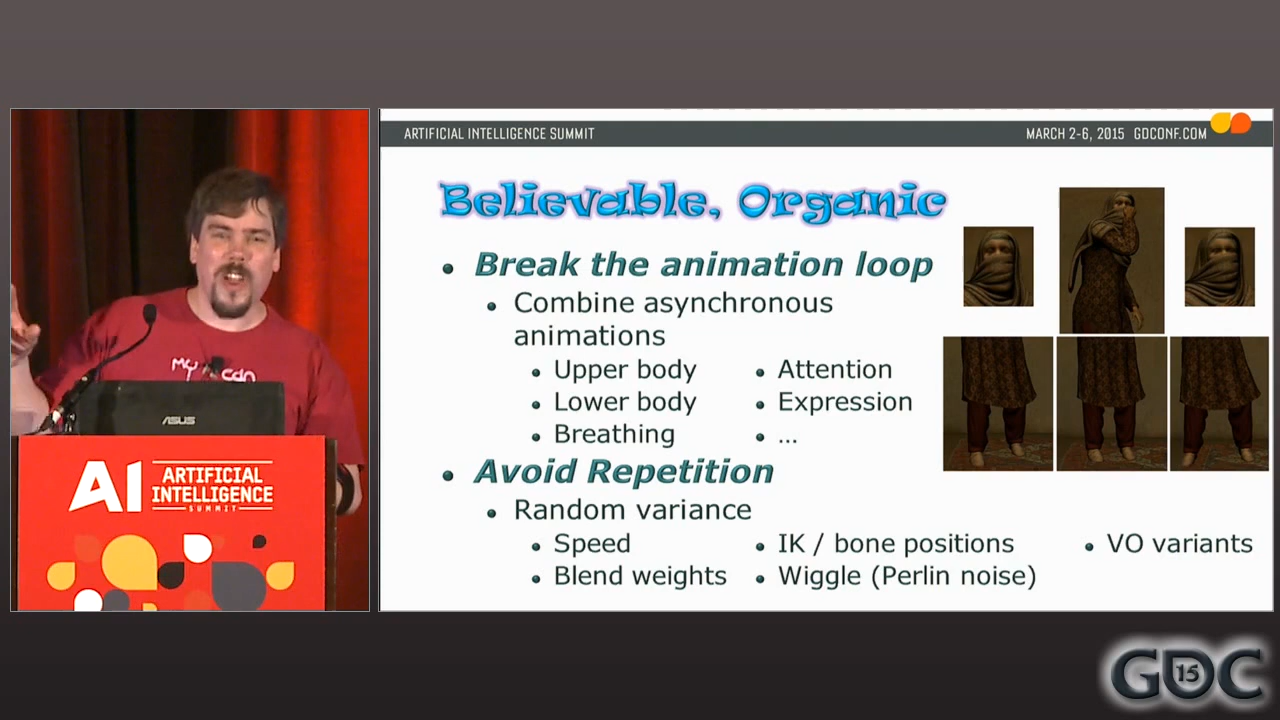 ARTIFICIAL INTELLIGENCE SUMMIT
MARCH 2-6, 2015 GDCONF.COM
Believable, Organic
• Break the animation loop
• Combine asynchronous
animations
• Upper body
• Attention
• Lower body
• Expression
• Breathing
• ...
• Avoid Repetition
• Random variance
• Speed
• IK / bone positions
• VO variants
• Blend weights
• Wiggle (Perlin noise)
my
ASUS
AI ARTIFICIAL
INTELLIGENCE
SUMMIT
GDC 15